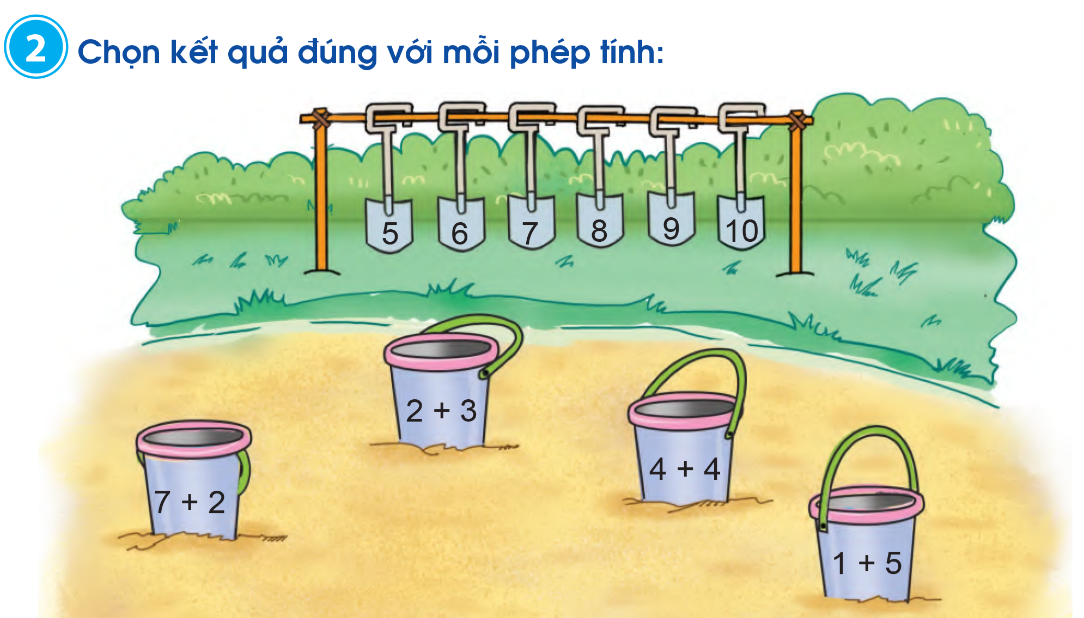 2 Chọn kết quả đúng với mỗi phép tính:
5 6 7 8 9 10
2 + 3
4 + 4
7 + 2
1 + 5